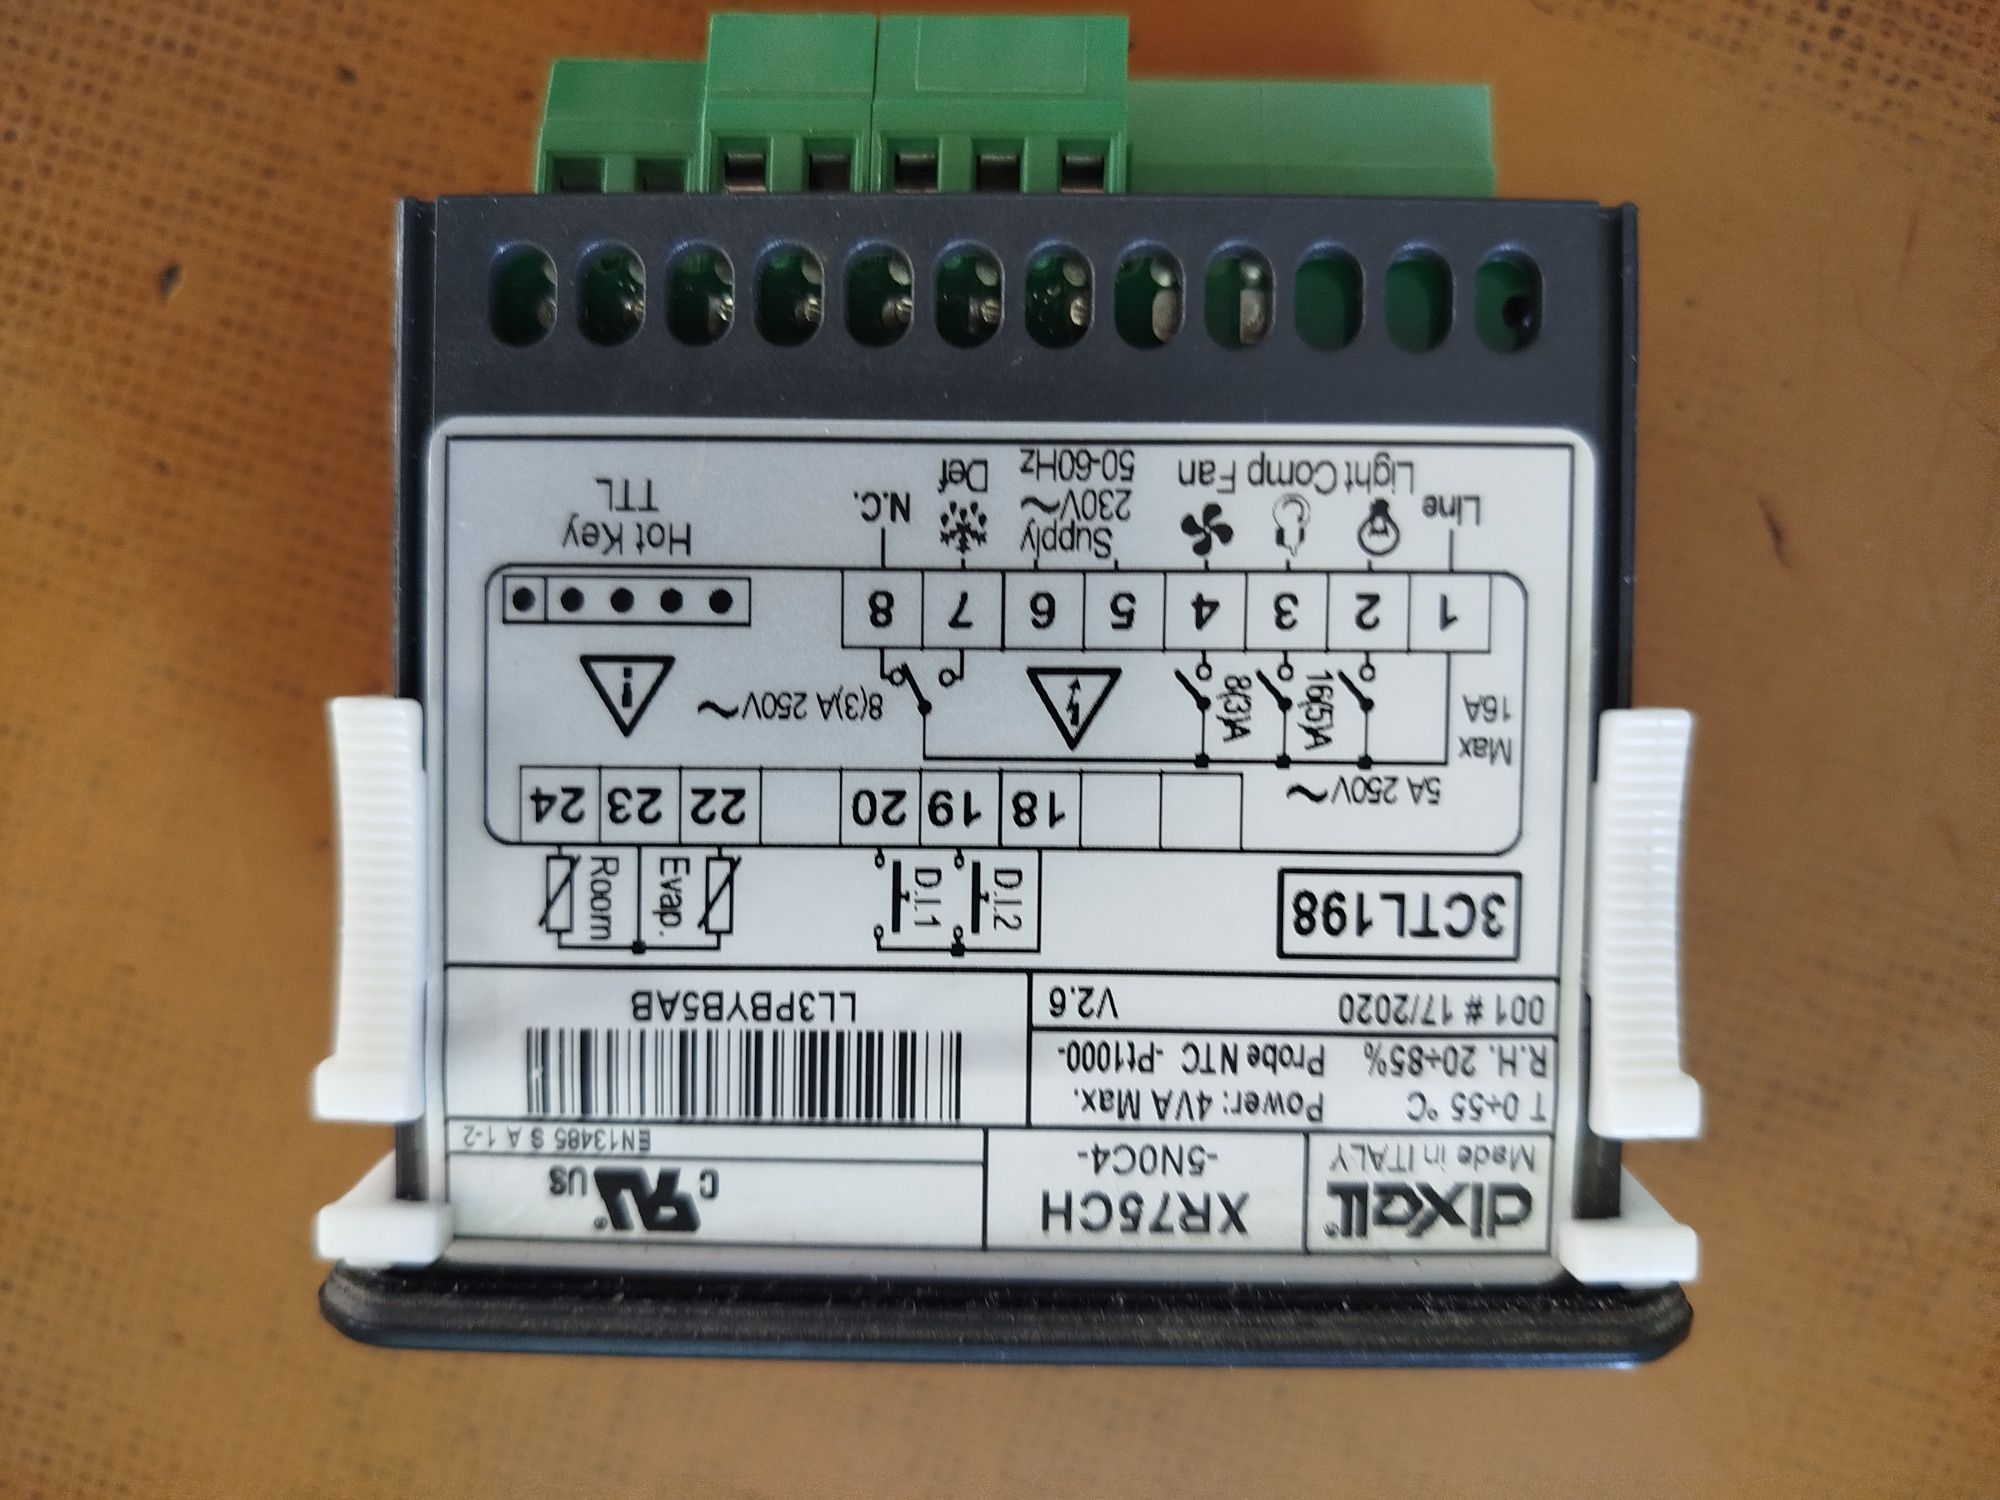 dixell®
Made in ITALY
XR75CH
-5N0C4-
C UL US
®
EN13485 S A 1-2
T 0÷55 °C Power: 4VA Max.
R.H. 20÷85% Probe NTC -Pt1000-
001 # 17/2020 V2.6
LL3PBYB5AB
3CTL198
D.I.2
D.I.1
Evap.
Room
18 19 20 22 23 24
5A 250V~
Max
16A
16(5)A
8(3)A
8(3)A 250V~
1 2 3 4 5 6 7 8
Line
Light Comp Fan
Supply
230V~
50-60Hz
Def
N.C.
Hot Key
TTL